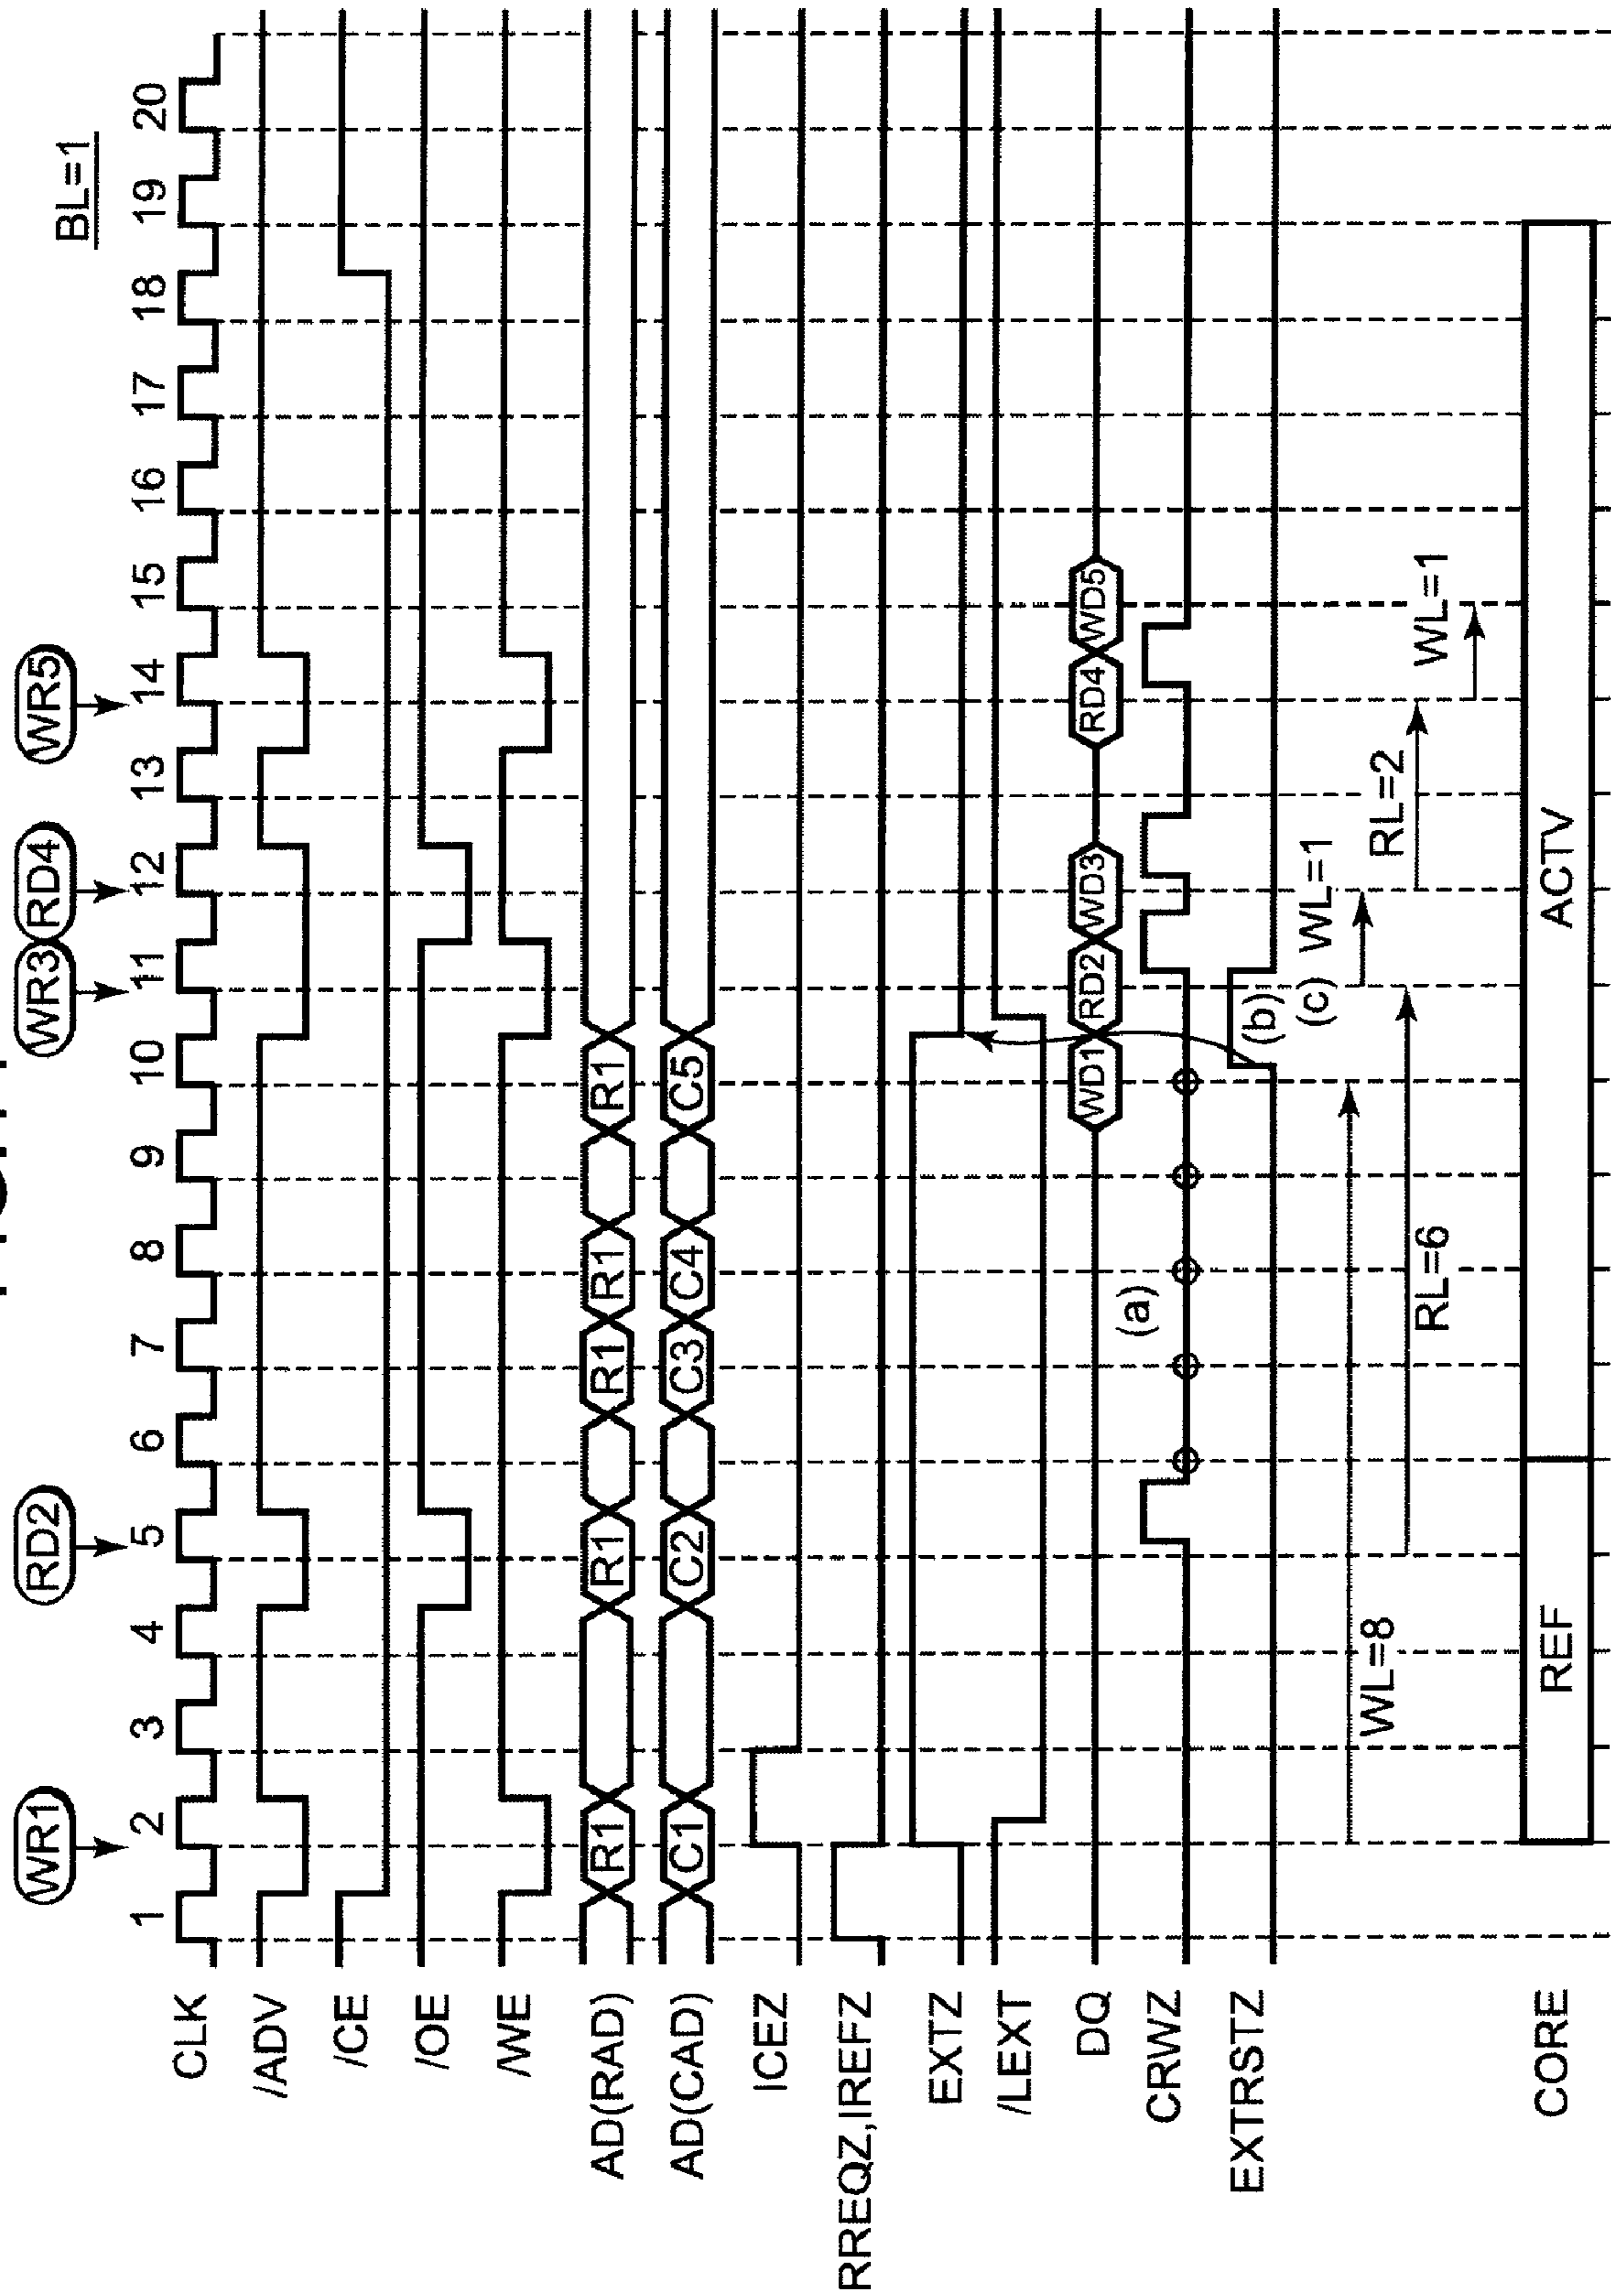 BL=1
WR1 RD2 WR3 RD4 WR5
1 2 3 4 5 6 7 8 9 10 11 12 13 14 15 16 17 18 19 20
CLK
/ADV
/CE
/OE
/WE
AD(RAD) R1 R1 R1 R1 R1
AD(CAD) C1 C2 C3 C4 C5
ICEZ
RREQZ,IREFZ
EXTZ
/LEXT
DQ WD1 RD2 WD3 RD4 WD5
CRWZ (a)
EXTRSTZ (b)
(c)
WL=8 RL=6 WL=1 RL=2 WL=1
CORE REF ACTV